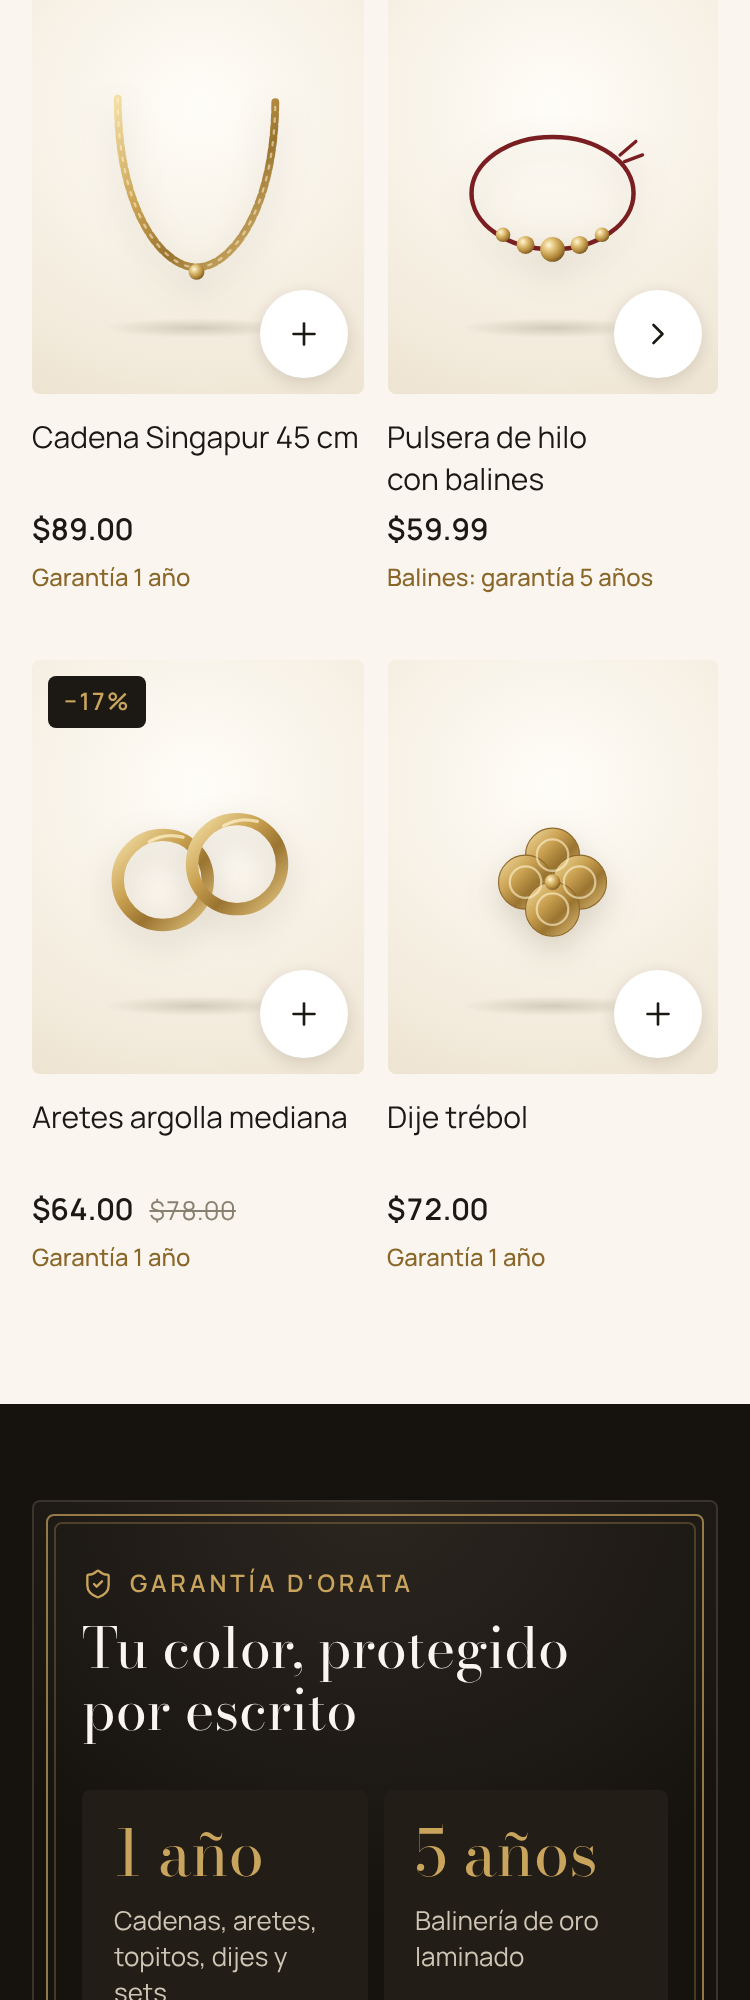 Cadena Singapur 45 cm
$89.00
Garantía 1 año
Pulsera de hilo
con balines
$59.99
Balines: garantía 5 años
−17%
Aretes argolla mediana
$64.00 $78.00
Garantía 1 año
Dije trébol
$72.00
Garantía 1 año
GARANTÍA D'ORATA
Tu color, protegido
por escrito
1 año
Cadenas, aretes,
topitos, dijes y
sets
5 años
Balinería de oro
laminado